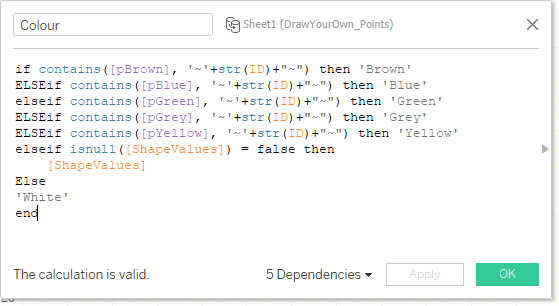 Colour
Sheet1 (DrawYourOwn_Points)
if contains([pBrown], '~'+str(ID)+"~") then 'Brown'
ELSEif contains([pBlue], '~'+str(ID)+"~") then 'Blue'
elseif contains([pGreen], '~'+str(ID)+"~") then 'Green'
ELSEif contains([pGrey], '~'+str(ID)+"~") then 'Grey'
ELSEif contains([pYellow], '~'+str(ID)+"~") then 'Yellow'
elseif isnull([ShapeValues]) = false then
[ShapeValues]
Else
'White'
end
The calculation is valid.
5 Dependencies
Apply
OK